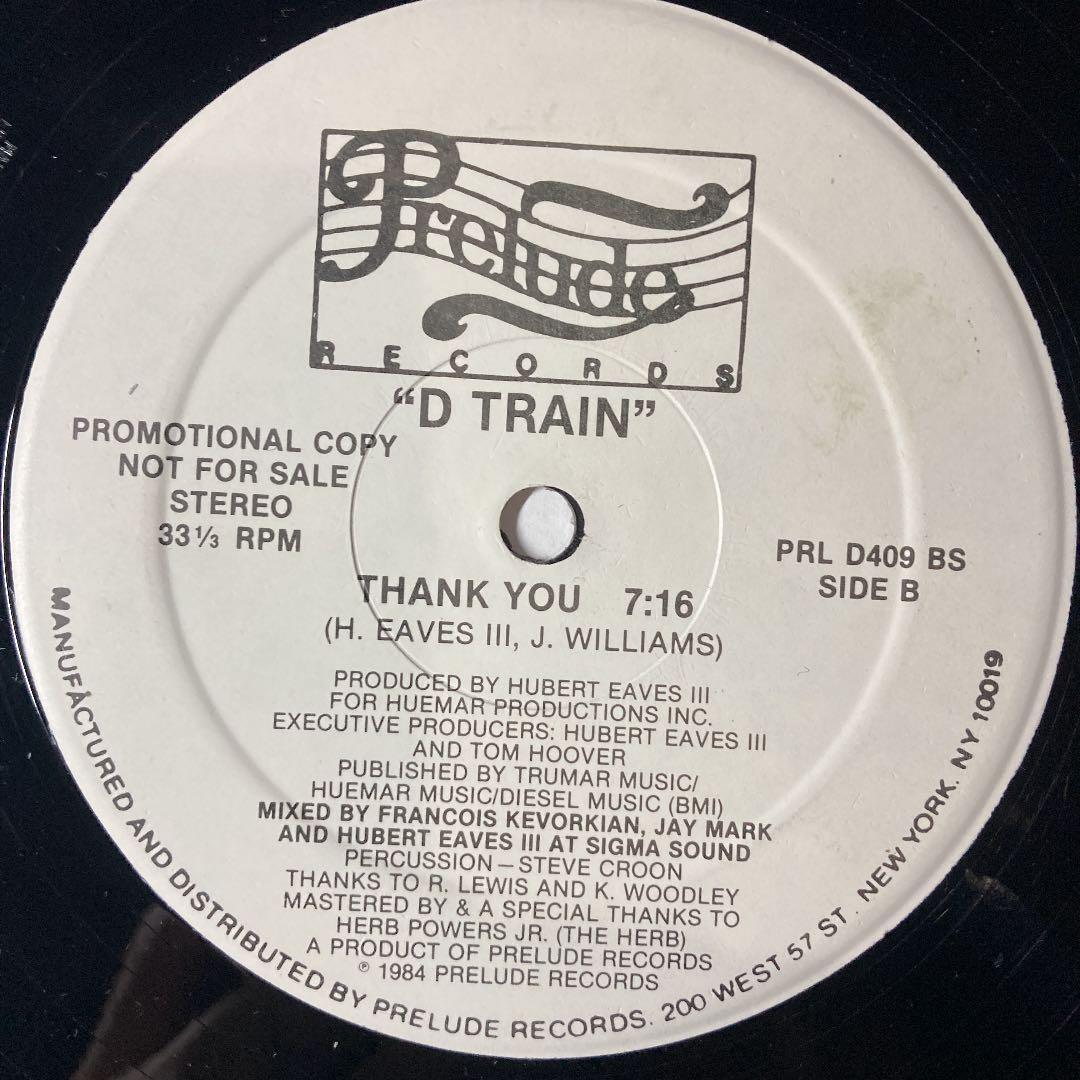 Prelude
RECORDS
"D TRAIN"
PROMOTIONAL COPY
NOT FOR SALE
STEREO
33 1/3 RPM
PRL D409 BS
SIDE B
THANK YOU 7:16
(H. EAVES III, J. WILLIAMS)
PRODUCED BY HUBERT EAVES III
FOR HUEMAR PRODUCTIONS INC.
EXECUTIVE PRODUCERS: HUBERT EAVES III
AND TOM HOOVER
PUBLISHED BY TRUMAR MUSIC/
HUEMAR MUSIC/DIESEL MUSIC (BMI)
MIXED BY FRANCOIS KEVORKIAN, JAY MARK
AND HUBERT EAVES III AT SIGMA SOUND
PERCUSSION—STEVE CROON
THANKS TO R. LEWIS AND K. WOODLEY
MASTERED BY & A SPECIAL THANKS TO
HERB POWERS JR. (THE HERB)
A PRODUCT OF PRELUDE RECORDS
℗ 1984 PRELUDE RECORDS
MANUFACTURED AND DISTRIBUTED BY PRELUDE RECORDS. 200 WEST 57 ST. NEW YORK. NY 10019